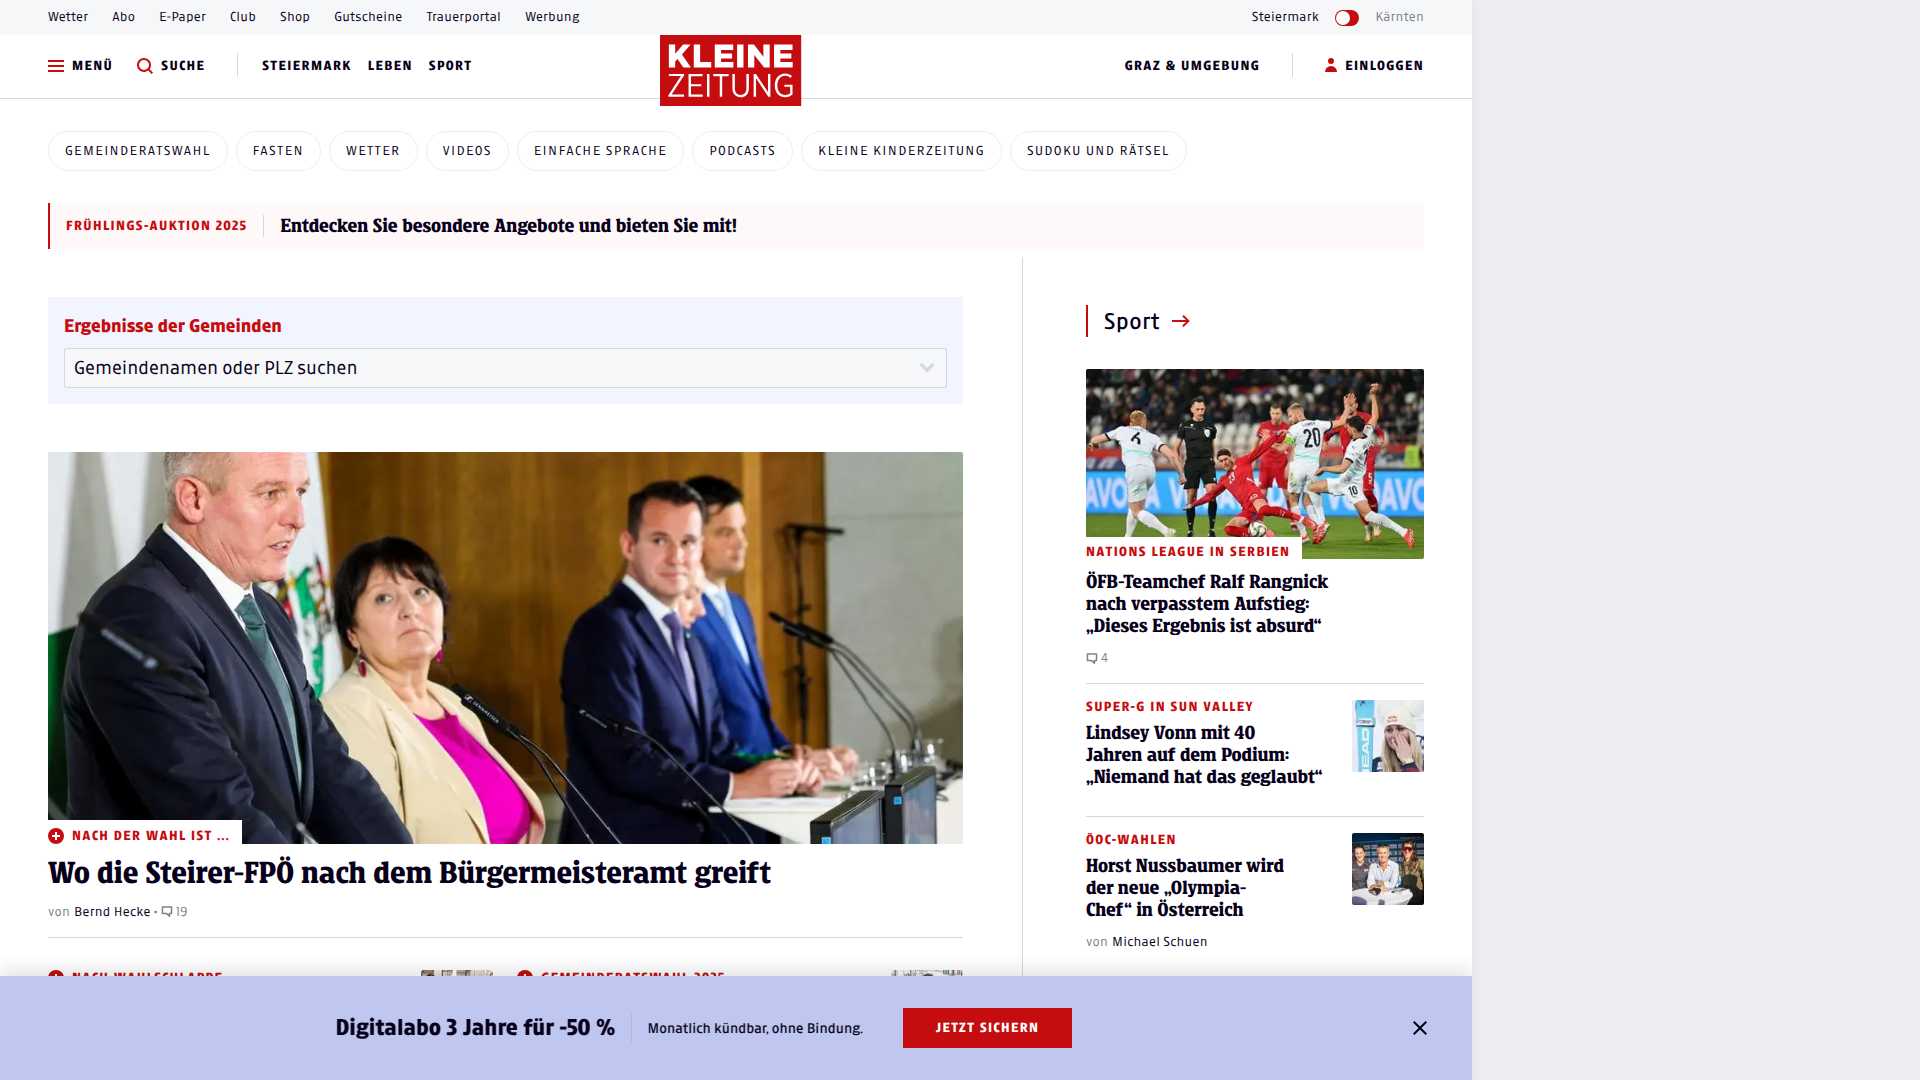 Wetter Abo E-Paper Club Shop Gutscheine Trauerportal Werbung Steiermark Kärnten
MENÜ SUCHE STEIERMARK LEBEN SPORT KLEINE ZEITUNG GRAZ & UMGEBUNG EINLOGGEN
GEMEINDERATSWAHL FASTEN WETTER VIDEOS EINFACHE SPRACHE PODCASTS KLEINE KINDERZEITUNG SUDOKU UND RÄTSEL
FRÜHLINGS-AUKTION 2025 Entdecken Sie besondere Angebote und bieten Sie mit!
Ergebnisse der Gemeinden
Gemeindenamen oder PLZ suchen
NACH DER WAHL IST ...
Wo die Steirer-FPÖ nach dem Bürgermeisteramt greift
von Bernd Hecke • 19
NACH WAHLSCHLAPPE
GEMEINDERATSWAHL 2025
Sport
NATIONS LEAGUE IN SERBIEN
ÖFB-Teamchef Ralf Rangnick
nach verpasstem Aufstieg:
„Dieses Ergebnis ist absurd“
4
SUPER-G IN SUN VALLEY
Lindsey Vonn mit 40
Jahren auf dem Podium:
„Niemand hat das geglaubt“
HEAD
ÖOC-WAHLEN
Horst Nussbaumer wird
der neue „Olympia-
Chef“ in Österreich
von Michael Schuen
Digitalabo 3 Jahre für -50 % Monatlich kündbar, ohne Bindung. JETZT SICHERN